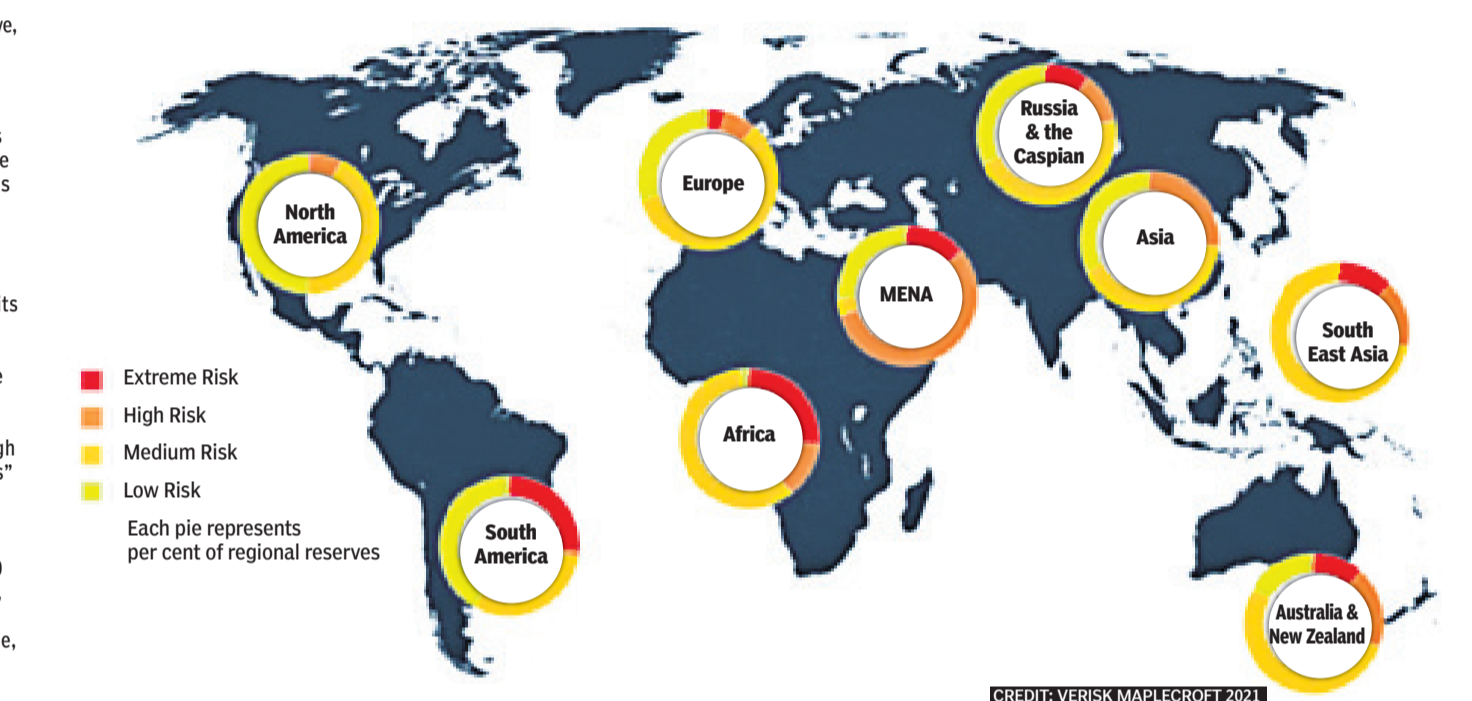 North
America
Europe
Russia
& the
Caspian
Asia
MENA
South
East Asia
Africa
South
America
Australia &
New Zealand
Extreme Risk
High Risk
Medium Risk
Low Risk
Each pie represents
per cent of regional reserves
CREDIT: VERISK MAPLECROFT 2021